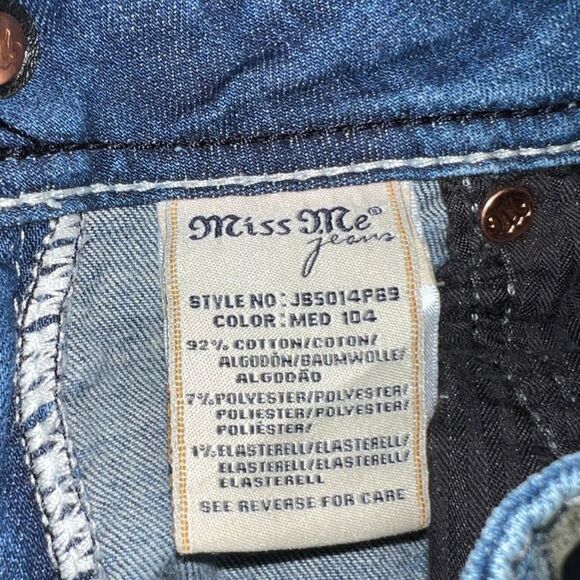 Miss Me®
jeans
STYLE NO: JB5014P89
COLOR: MED 104
92% COTTON/COTON/
ALGODÓN/BAUMWOLLE/
ALGODÃO
7% POLYESTER/POLYESTER/
POLIESTER/POLYESTER/
POLIÉSTER/
1% ELASTERELL/ELASTERELL/
ELASTERELL/ELASTERELL/
ELASTERELL
SEE REVERSE FOR CARE